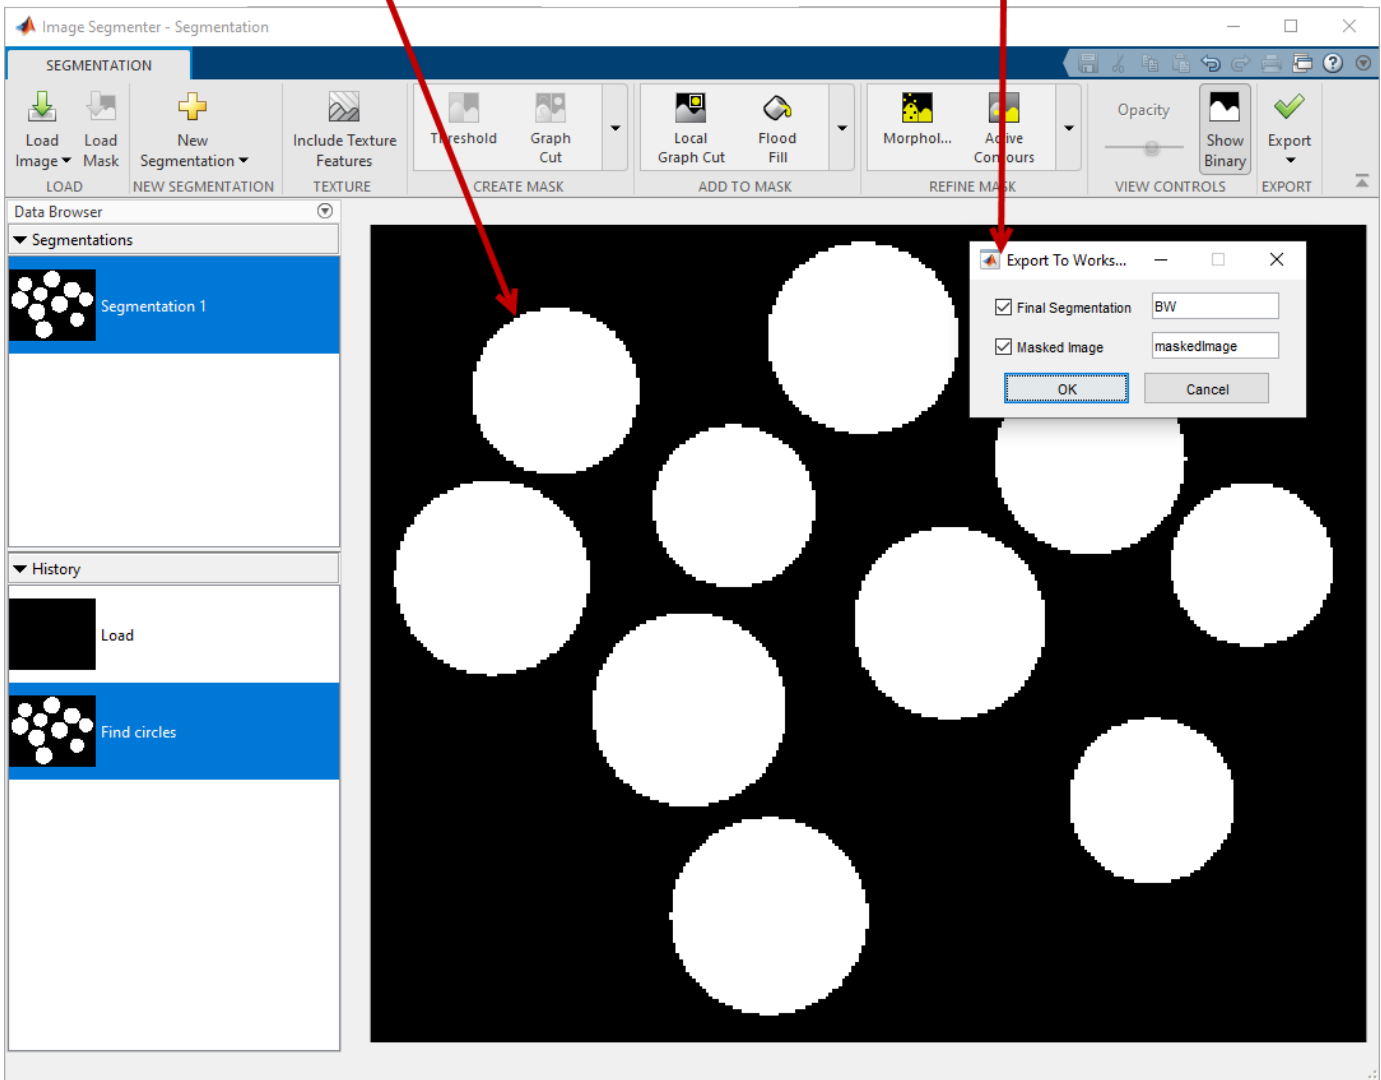 Image Segmenter - Segmentation
SEGMENTATION
Load Image
Load Mask
New Segmentation
Include Texture Features
Threshold
Graph Cut
Local Graph Cut
Flood Fill
Morphol...
Active Contours
Opacity
Show Binary
Export
LOAD
NEW SEGMENTATION
TEXTURE
CREATE MASK
ADD TO MASK
REFINE MASK
VIEW CONTROLS
EXPORT
Data Browser
Segmentations
Segmentation 1
History
Load
Find circles
Export To Works...
Final Segmentation BW
Masked Image maskedImage
OK Cancel